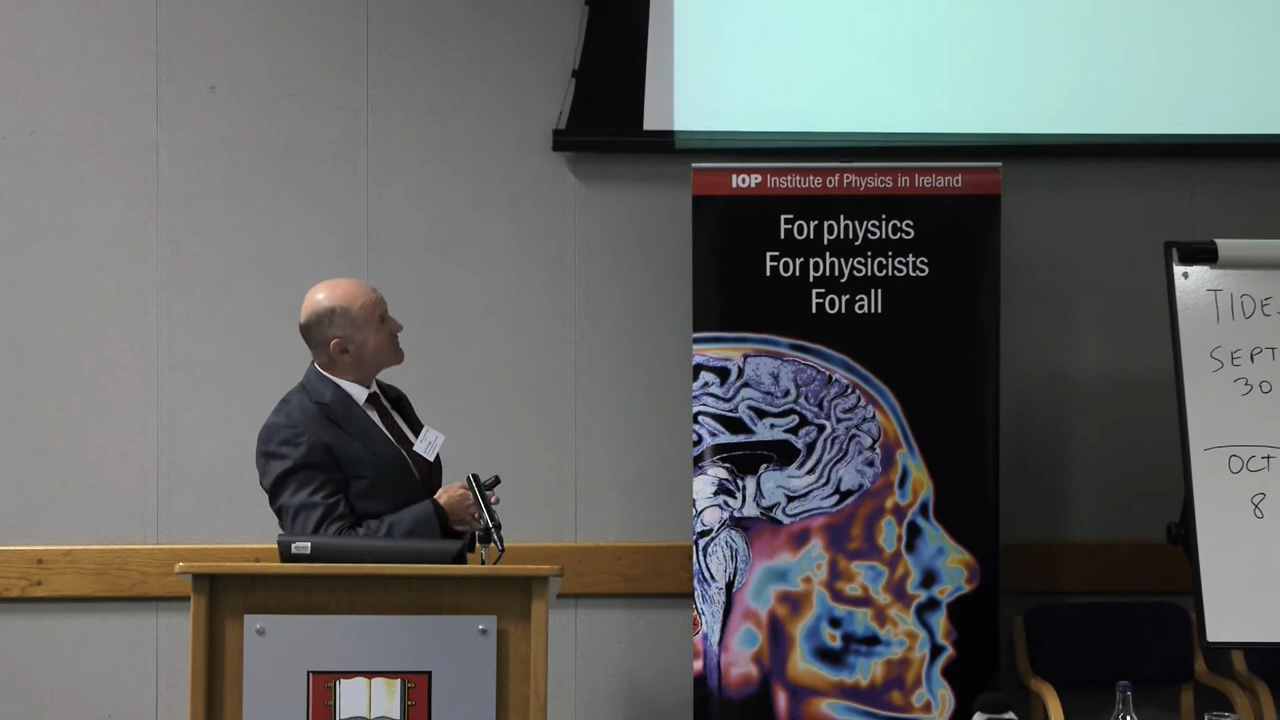 IOP Institute of Physics in Ireland
For physics
For physicists
For all
TIDE
SEPT
30
OCT
8